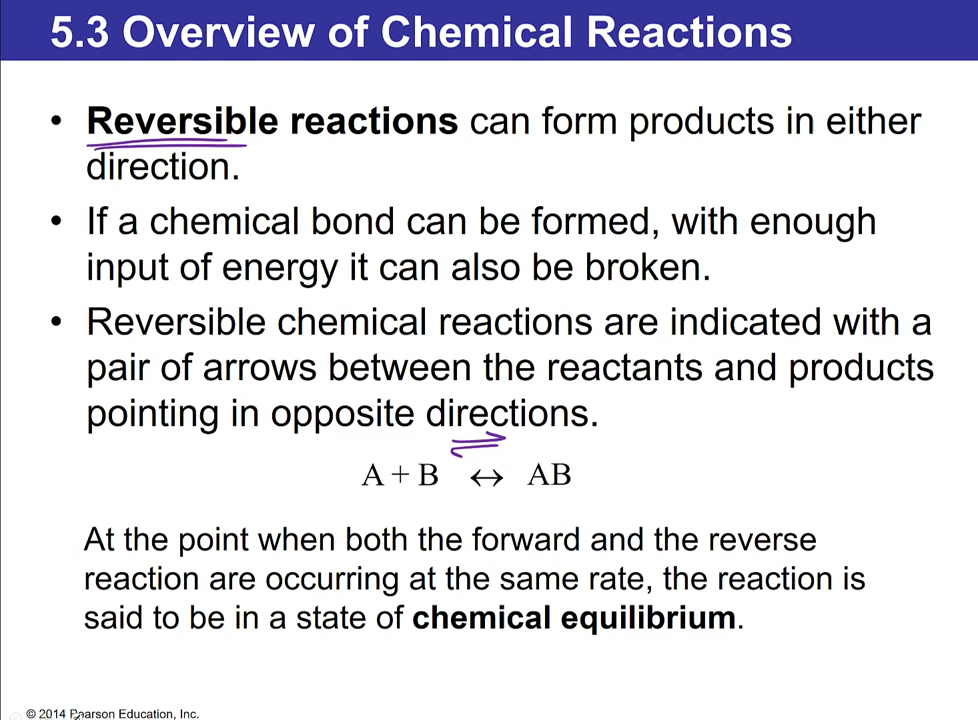 5.3 Overview of Chemical Reactions
• Reversible reactions can form products in either
direction.
• If a chemical bond can be formed, with enough
input of energy it can also be broken.
• Reversible chemical reactions are indicated with a
pair of arrows between the reactants and products
pointing in opposite directions.
⇌
A + B ↔ AB
At the point when both the forward and the reverse
reaction are occurring at the same rate, the reaction is
said to be in a state of chemical equilibrium.
© 2014 Pearson Education, Inc.